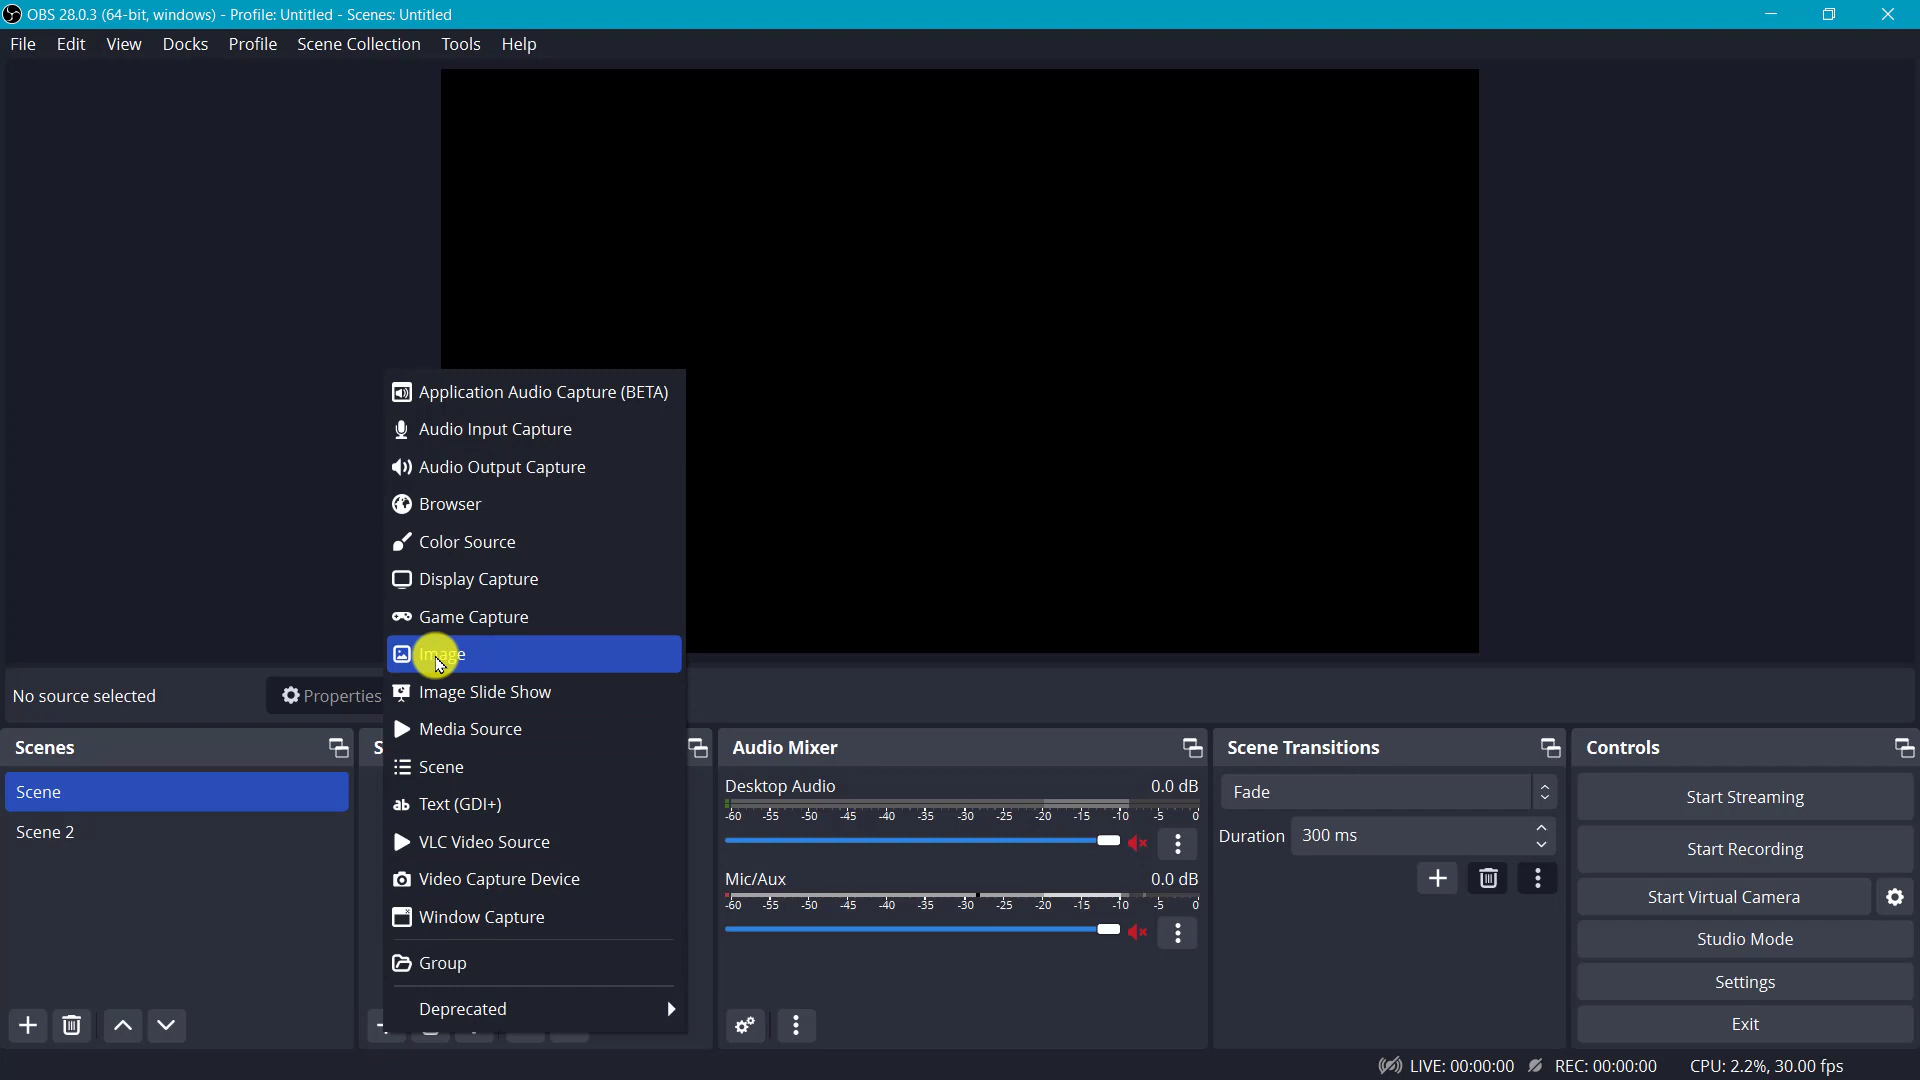 OBS 28.0.3 (64-bit, windows) - Profile: Untitled - Scenes: Untitled
File Edit View Docks Profile Scene Collection Tools Help
Application Audio Capture (BETA)
Audio Input Capture
Audio Output Capture
Browser
Color Source
Display Capture
Game Capture
Image
Image Slide Show
Media Source
Scene
Text (GDI+)
VLC Video Source
Video Capture Device
Window Capture
Group
Deprecated
No source selected
Properties
Scenes
Scene
Scene 2
Audio Mixer
Desktop Audio 0.0 dB
-60 -55 -50 -45 -40 -35 -30 -25 -20 -15 -10 -5 0
Mic/Aux 0.0 dB
-60 -55 -50 -45 -40 -35 -30 -25 -20 -15 -10 -5 0
Scene Transitions
Fade
Duration 300 ms
Controls
Start Streaming
Start Recording
Start Virtual Camera
Studio Mode
Settings
Exit
LIVE: 00:00:00 REC: 00:00:00 CPU: 2.2%, 30.00 fps